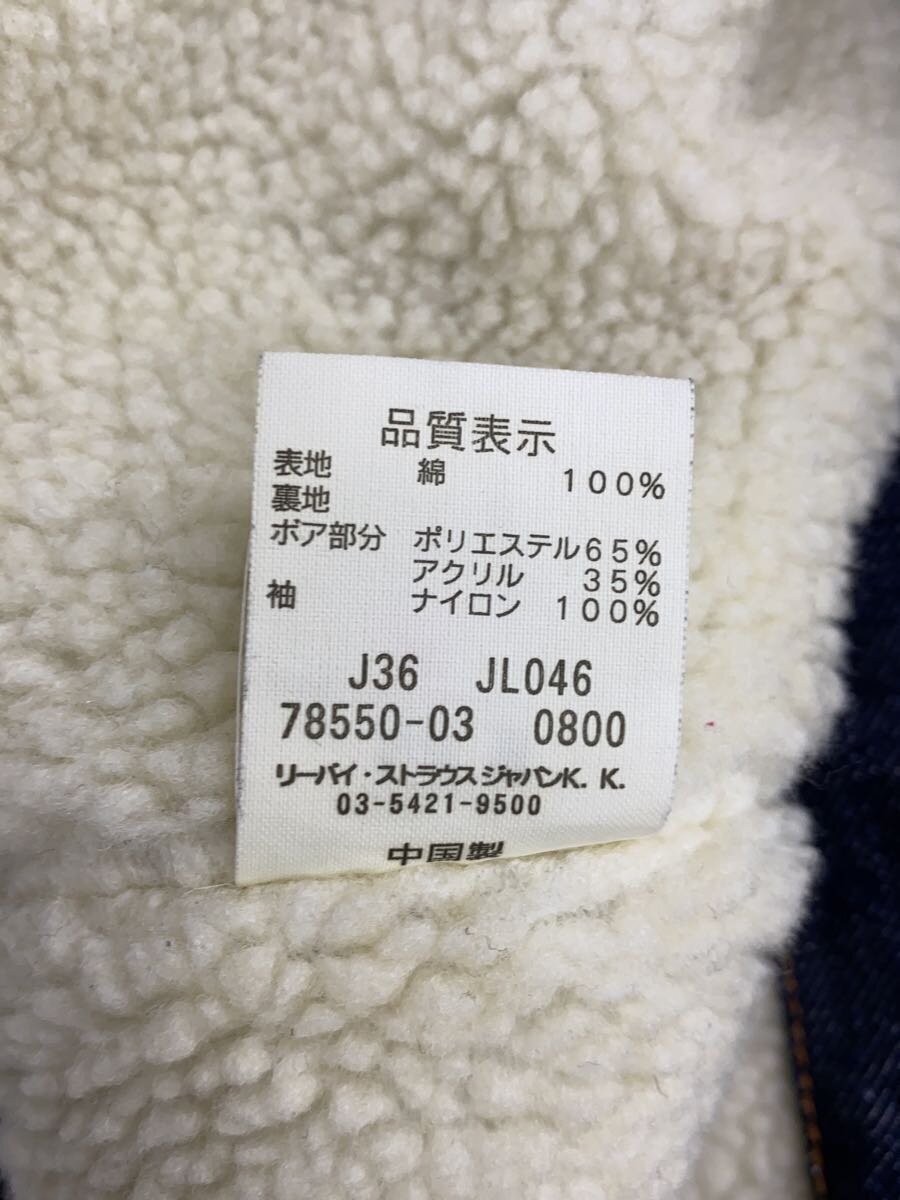 品質表示
表地 綿 100%
裏地
ボア部分 ポリエステル65%
アクリル 35%
袖 ナイロン 100%
J36 JL046
78550-03 0800
リーバイ・ストラウスジャパンK.K.
03-5421-9500
中国製